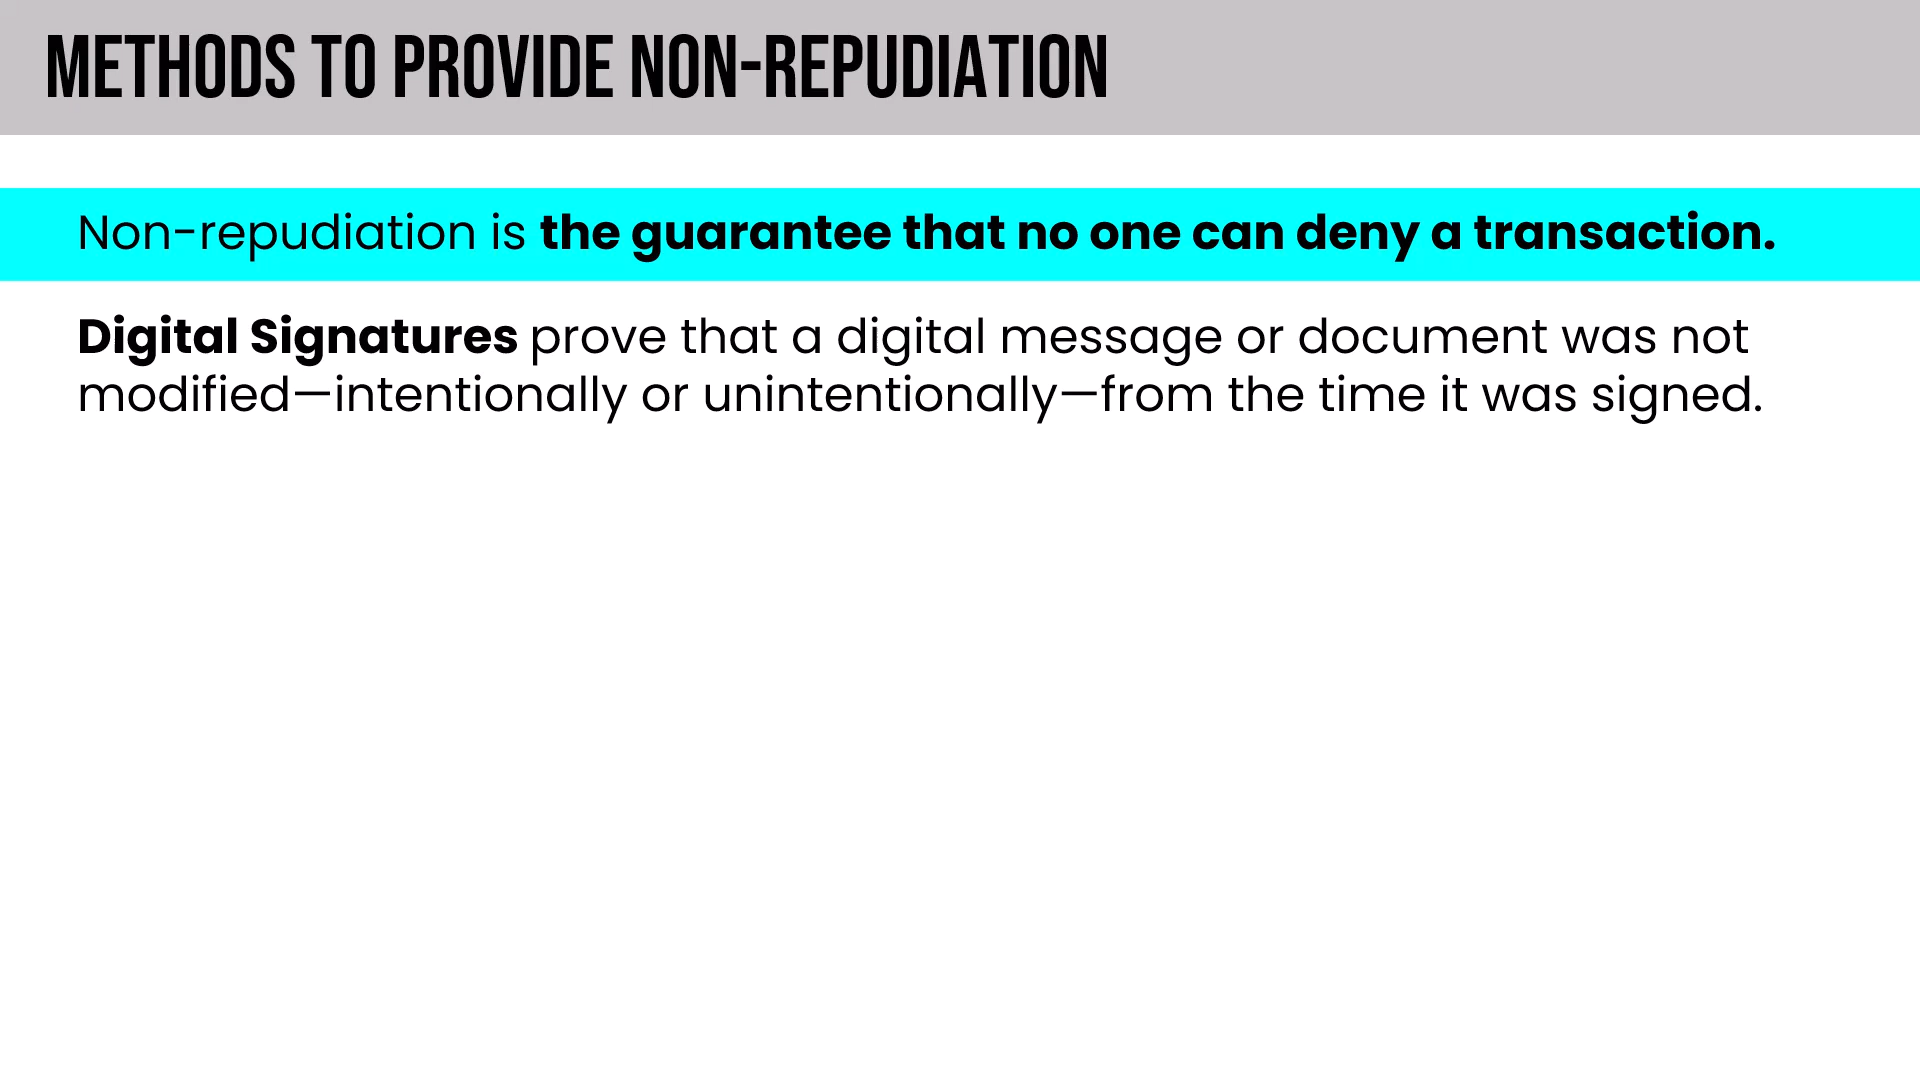 METHODS TO PROVIDE NON-REPUDIATION
Non-repudiation is the guarantee that no one can deny a transaction.
Digital Signatures prove that a digital message or document was not
modified—intentionally or unintentionally—from the time it was signed.